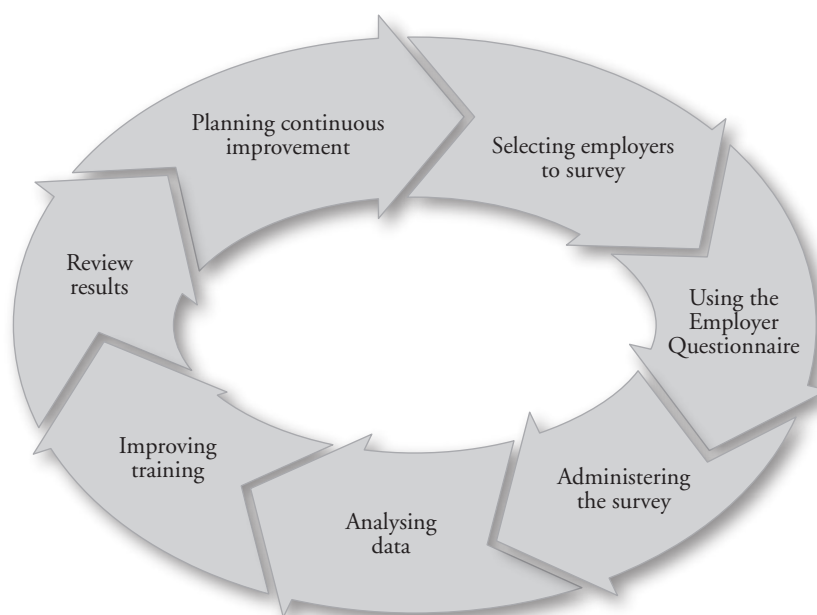 Planning continuous
improvement
Selecting employers
to survey
Using the
Employer
Questionnaire
Administering
the survey
Analysing
data
Improving
training
Review
results